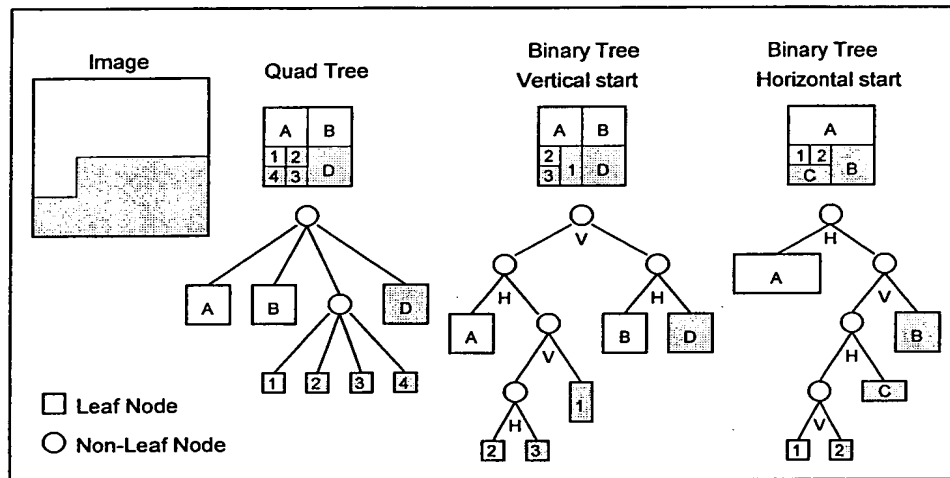 Image
Quad Tree
Binary Tree
Vertical start
Binary Tree
Horizontal start
A B
1 2
4 3 D
A B
2
3 1 D
A
1 2
C B
V
H
A B D
A
H H
V
A B D
V
B
1 2 3 4
V
1
H
C
H
2 3
V
1 2
Leaf Node
Non-Leaf Node